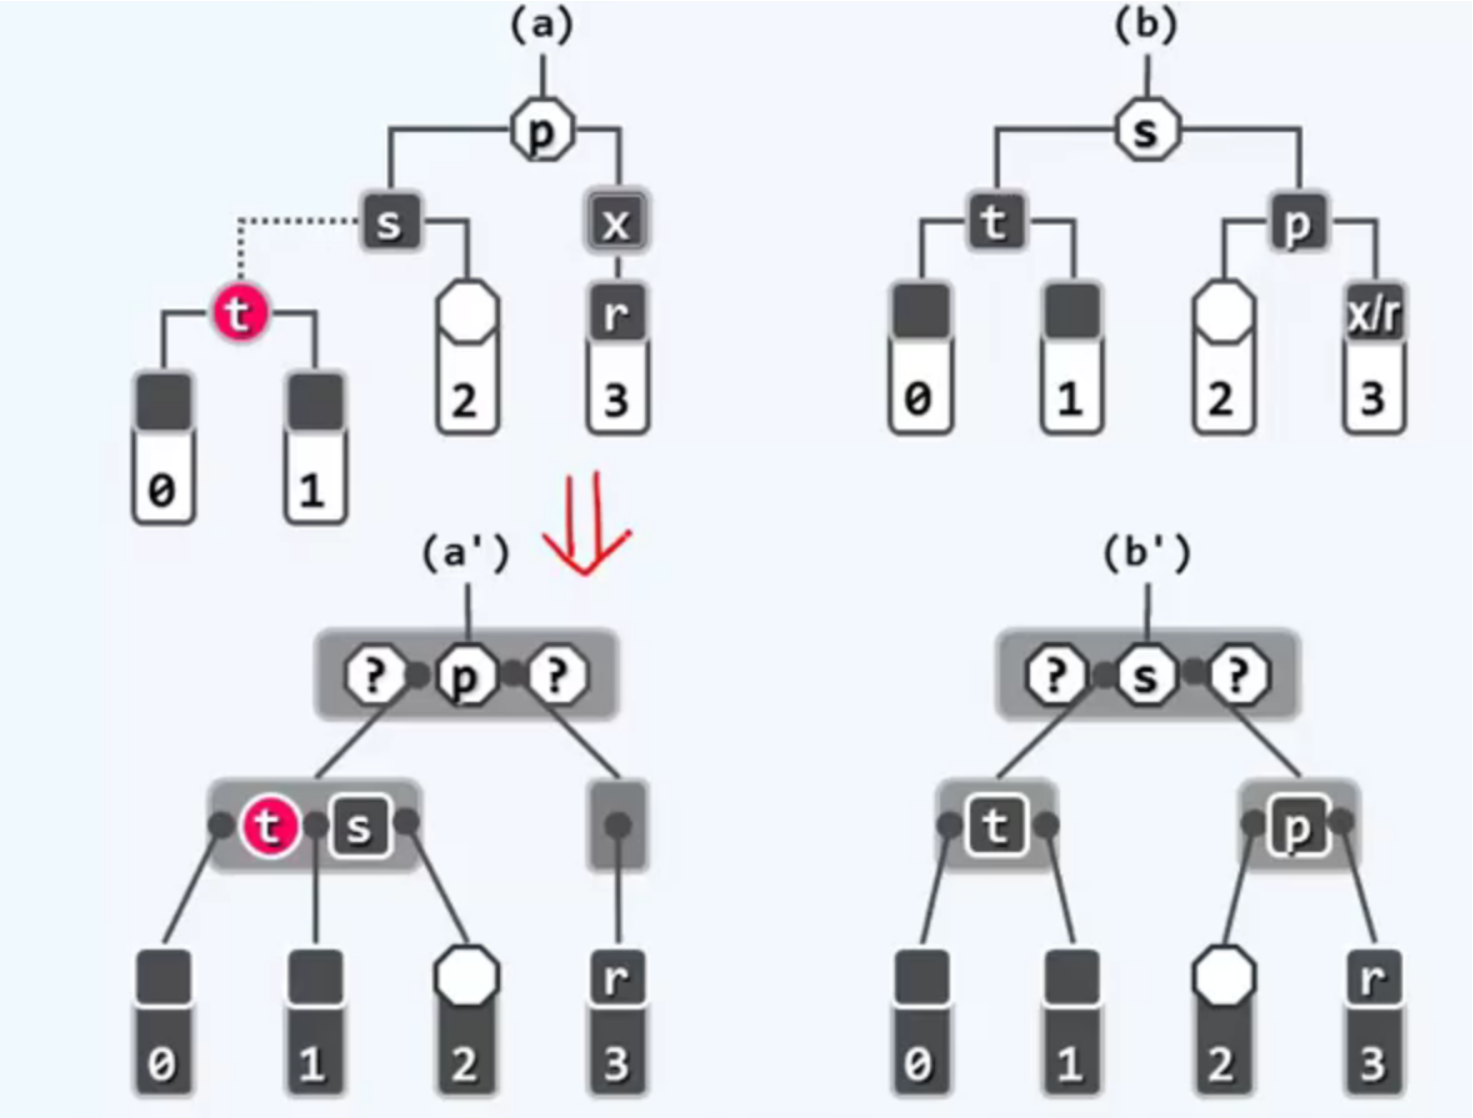 (a) (b)
p s
s x t p
t r x/r
2 3 0 1 2 3
0 1
(a') (b')
? p ? ? s ?
t s t p
r r
0 1 2 3 0 1 2 3